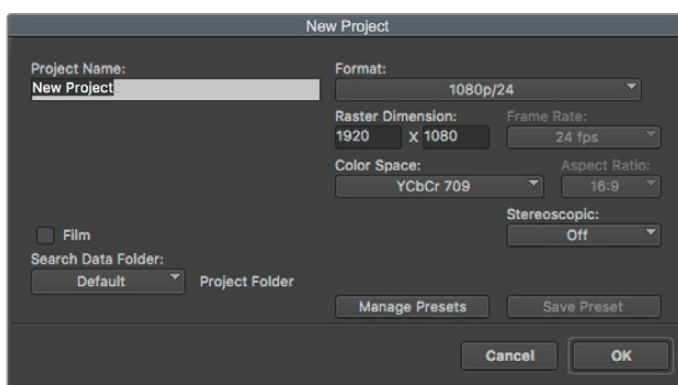 New Project
Project Name:
New Project
Format:
1080p/24
Raster Dimension:
Frame Rate:
1920 x 1080
24 fps
Color Space:
Aspect Ratio:
YCbCr 709
16:9
Stereoscopic:
Off
Film
Search Data Folder:
Default
Project Folder
Manage Presets
Save Preset
Cancel
OK